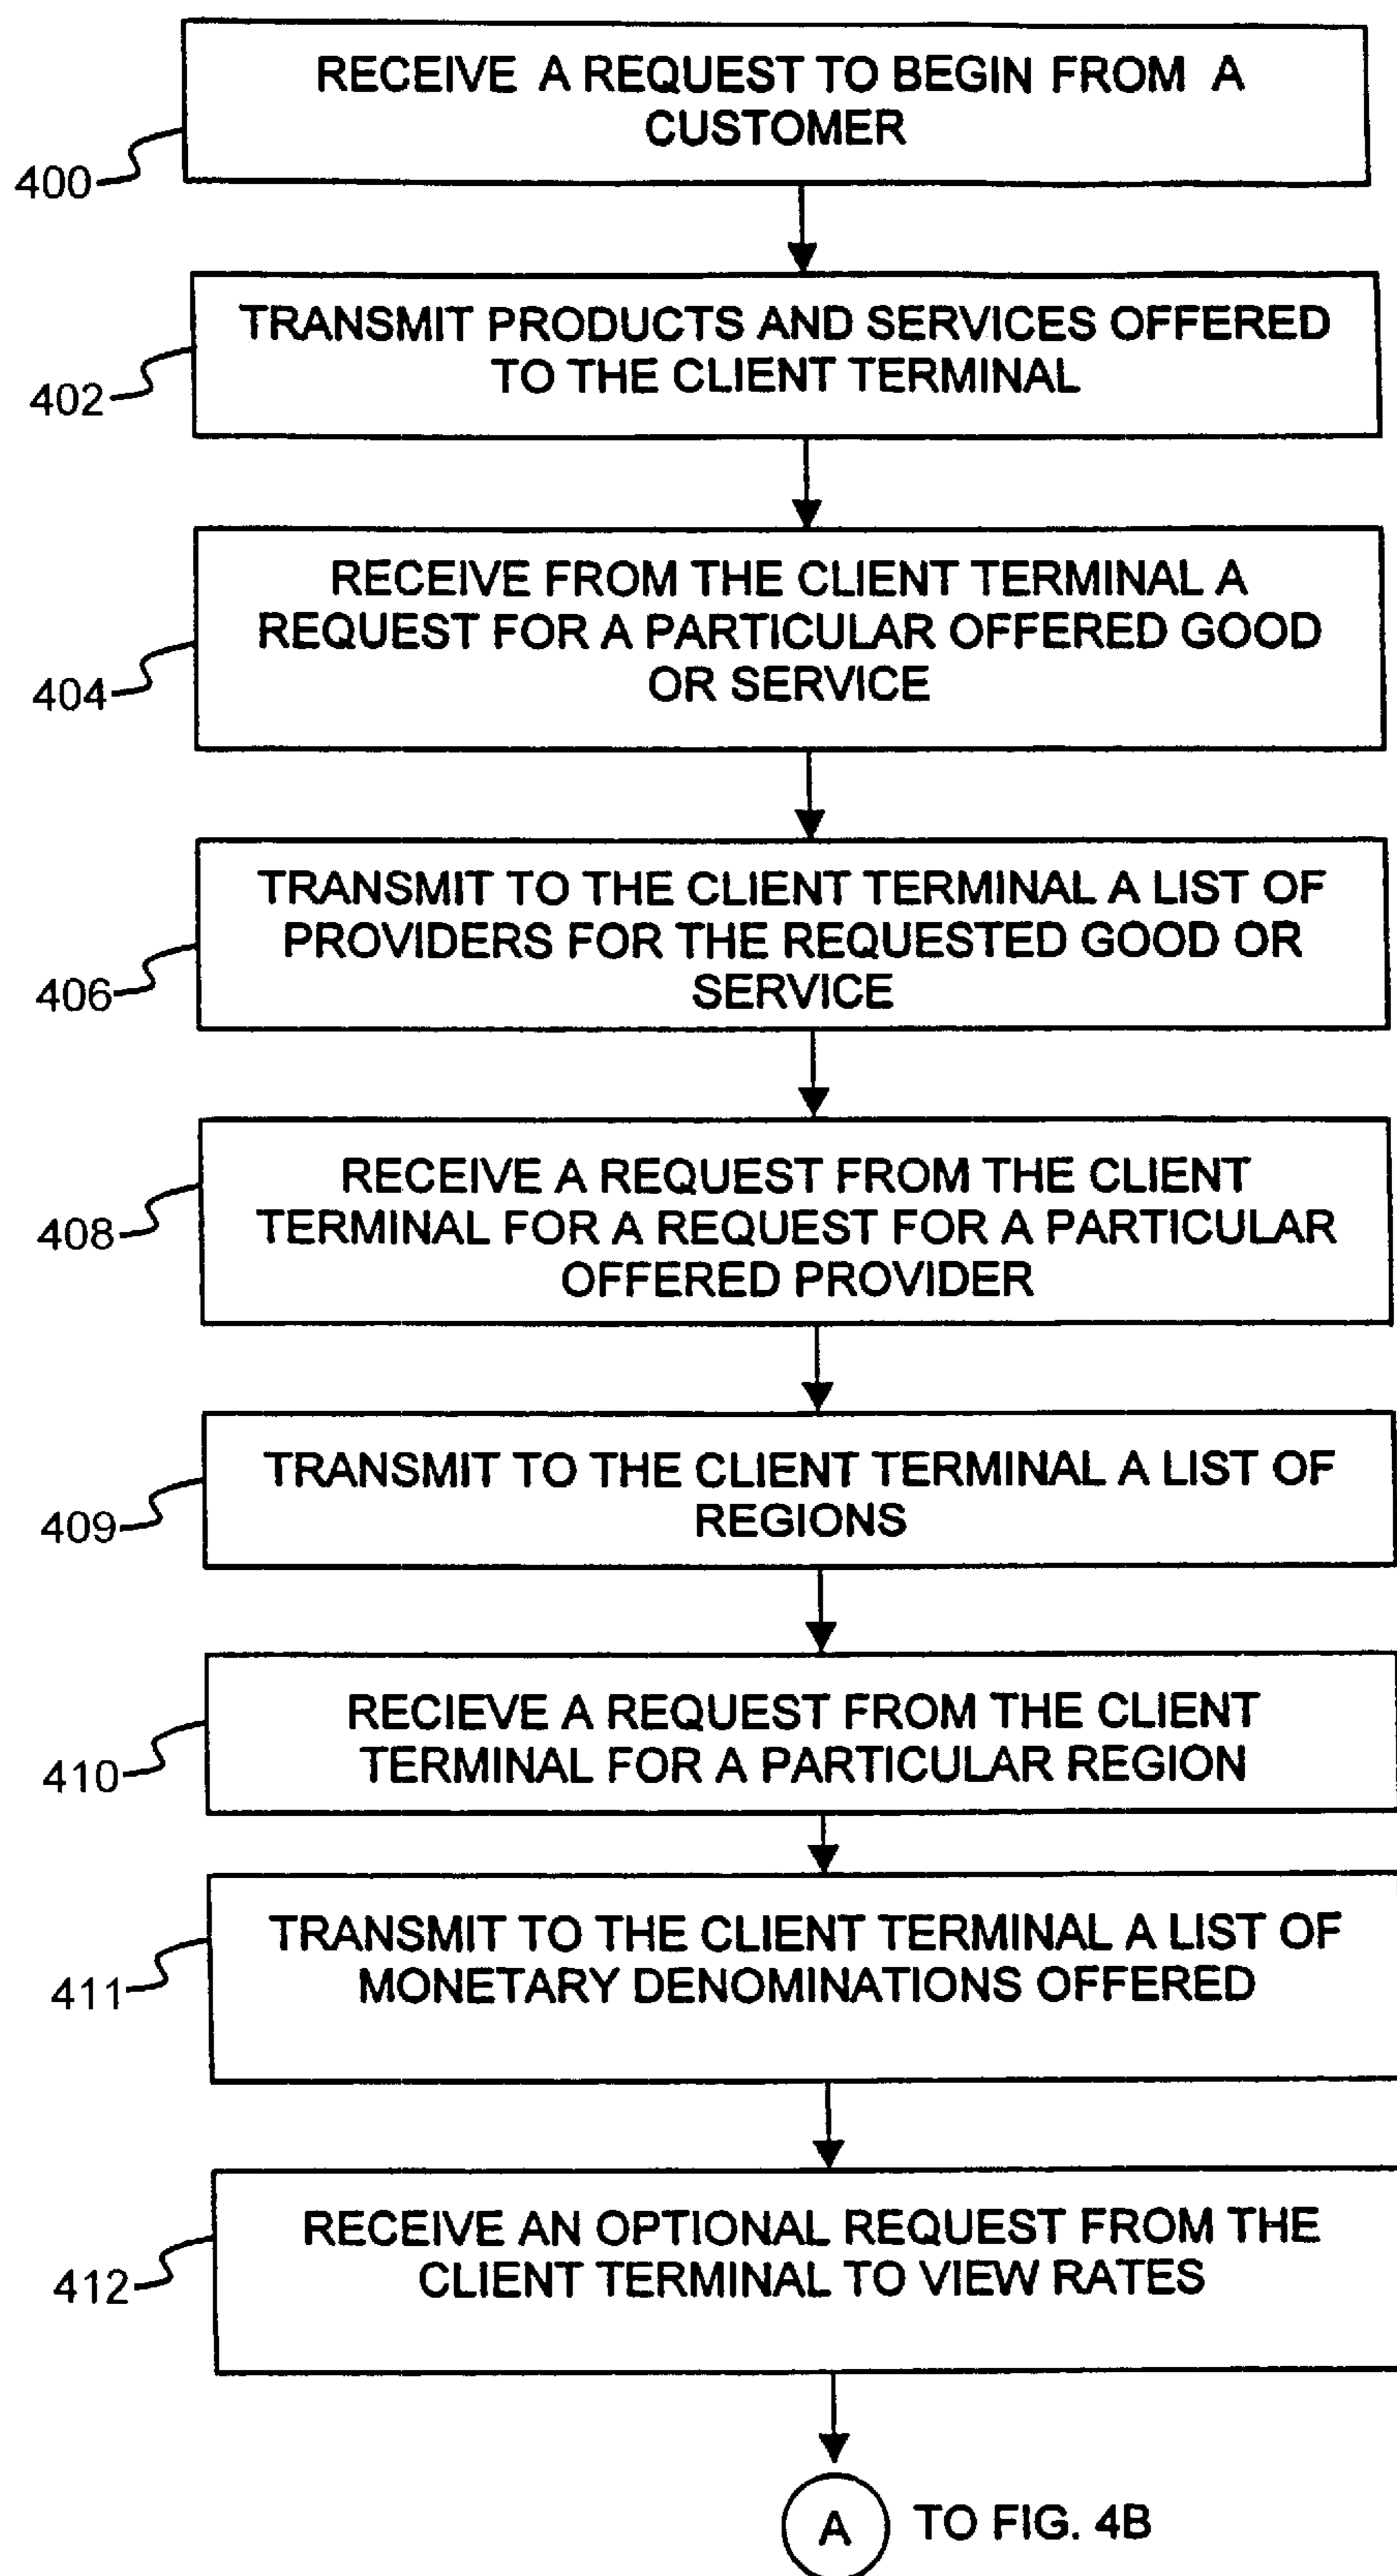 RECEIVE A REQUEST TO BEGIN FROM A
CUSTOMER
400
TRANSMIT PRODUCTS AND SERVICES OFFERED
TO THE CLIENT TERMINAL
402
RECEIVE FROM THE CLIENT TERMINAL A
REQUEST FOR A PARTICULAR OFFERED GOOD
OR SERVICE
404
TRANSMIT TO THE CLIENT TERMINAL A LIST OF
PROVIDERS FOR THE REQUESTED GOOD OR
SERVICE
406
RECEIVE A REQUEST FROM THE CLIENT
TERMINAL FOR A REQUEST FOR A PARTICULAR
OFFERED PROVIDER
408
TRANSMIT TO THE CLIENT TERMINAL A LIST OF
REGIONS
409
RECIEVE A REQUEST FROM THE CLIENT
TERMINAL FOR A PARTICULAR REGION
410
TRANSMIT TO THE CLIENT TERMINAL A LIST OF
MONETARY DENOMINATIONS OFFERED
411
RECEIVE AN OPTIONAL REQUEST FROM THE
CLIENT TERMINAL TO VIEW RATES
412
A TO FIG. 4B